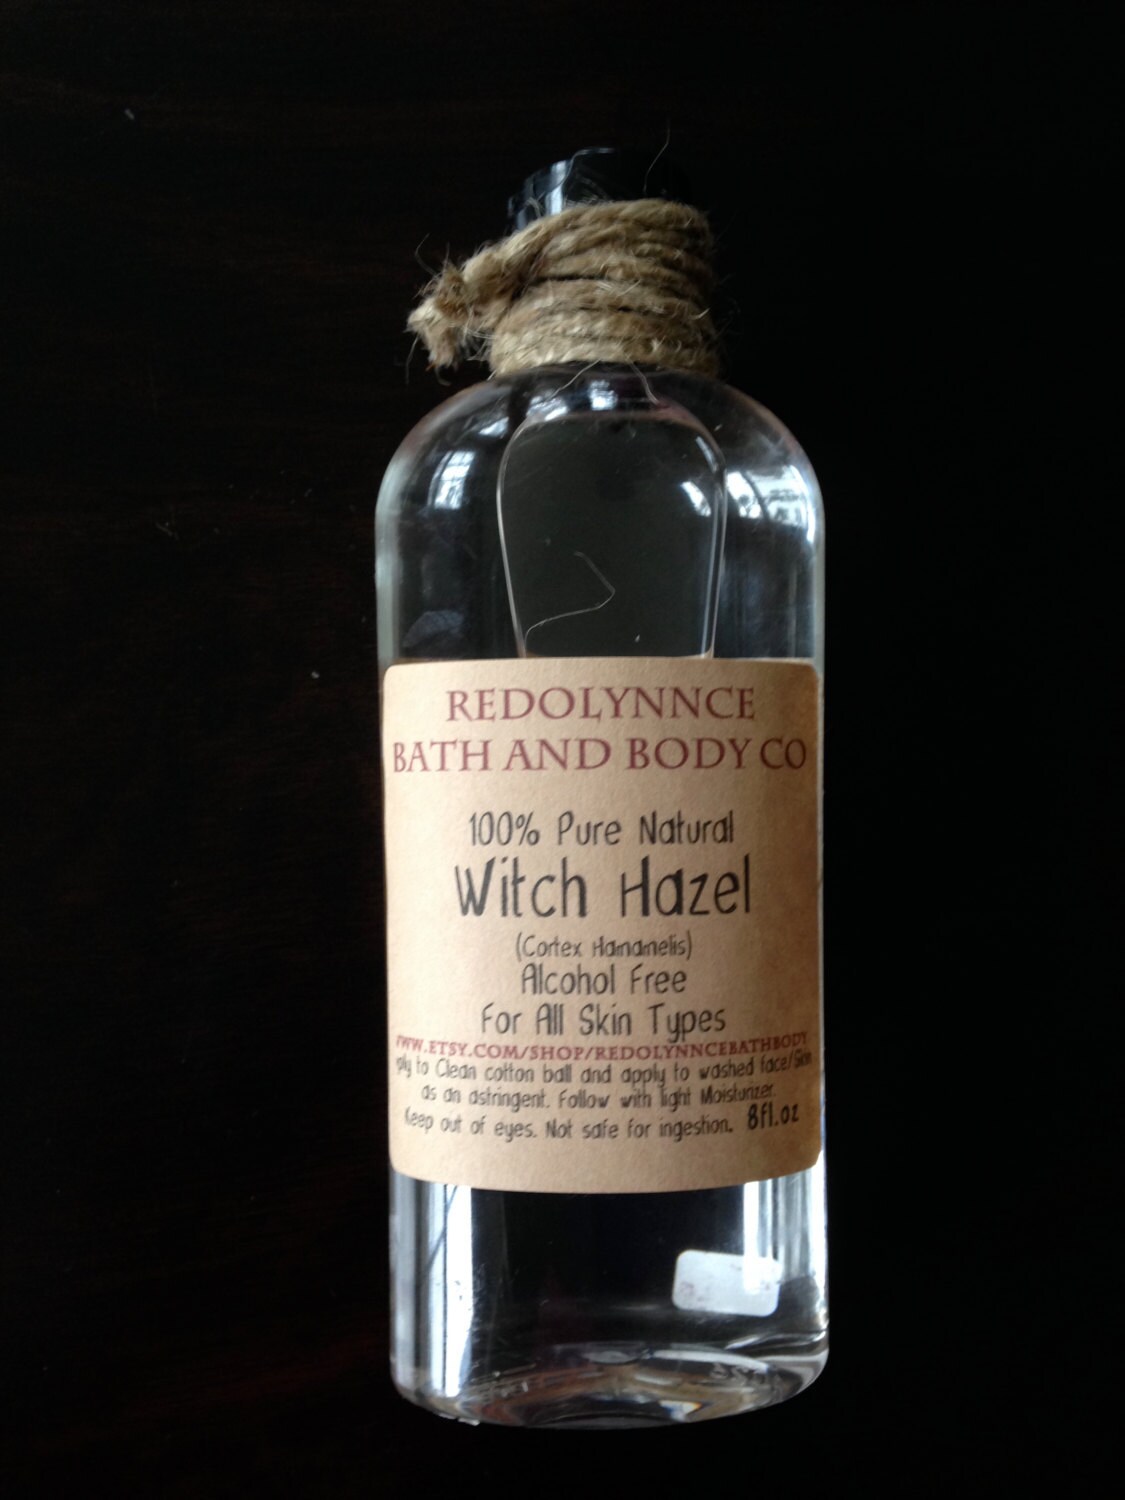 REDOLYNNCE
BATH AND BODY CO
100% Pure Natural
Witch Hazel
(Cortex Hamamelis)
Alcohol Free
For All Skin Types
WWW.ETSY.COM/SHOP/REDOLYNNCEBATHBODY
to Clean cotton ball and apply to washed face/Skin
as an astringent. Follow with light Moisturizer.
Keep out of eyes. Not safe for ingestion. 8fl.oz